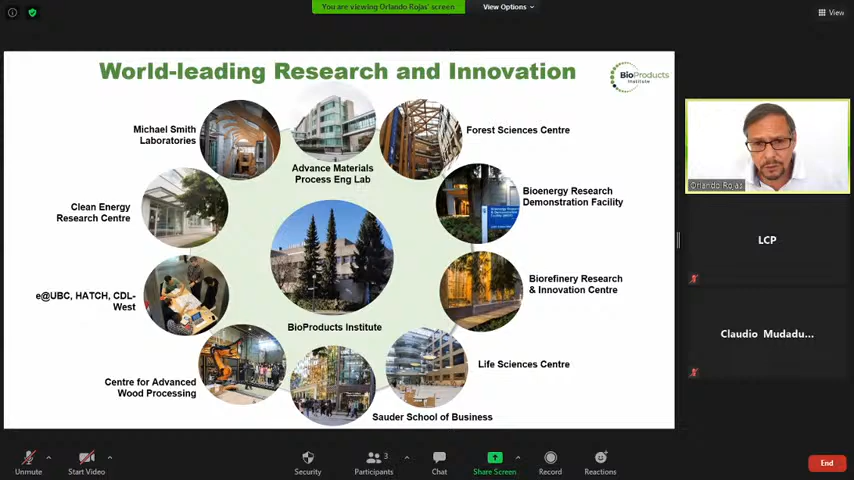 You are viewing Orlando Rojas' screen
View Options
View
World-leading Research and Innovation
BioProducts
Institute
Michael Smith
Laboratories
Advance Materials
Process Eng Lab
Forest Sciences Centre
Bioenergy Research
Demonstration Facility
Clean Energy
Research Centre
e@UBC, HATCH, CDL-
West
BioProducts Institute
Biorefinery Research
& Innovation Centre
Life Sciences Centre
Centre for Advanced
Wood Processing
Sauder School of Business
Orlando Rojas
LCP
Claudio Mudadu...
Unmute
Start Video
Security
Participants
3
Chat
Share Screen
Record
Reactions
End